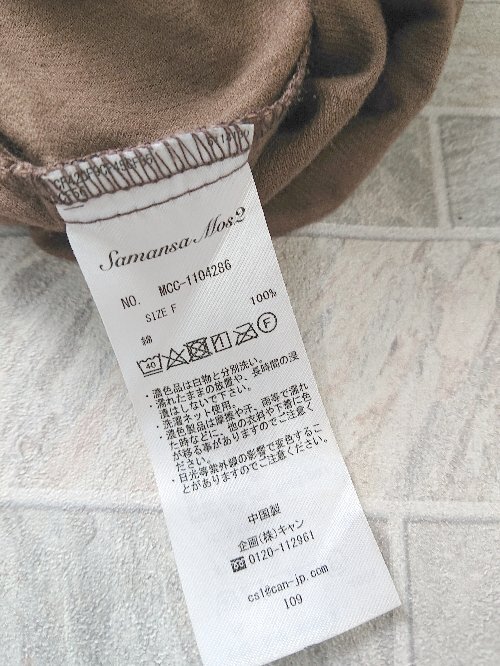 Samansa Mos2
NO. MCC-1104286
SIZE F
綿 100%
40 F
・濃色品は白物と分別洗い。
・濡れたままの放置や、長時間の浸
漬はしないで下さい。
・洗濯ネット使用。
・濃色製品は摩擦や汗、雨等で濡れ
た時などに、他の衣料や下着に色
が移る事がありますのでご注意く
ださい。
・日光等紫外線の影響で変色するこ
とがありますのでご注意ください。
中国製
企画(株)キャン
0120-112961
cs1@can-jp.com
109